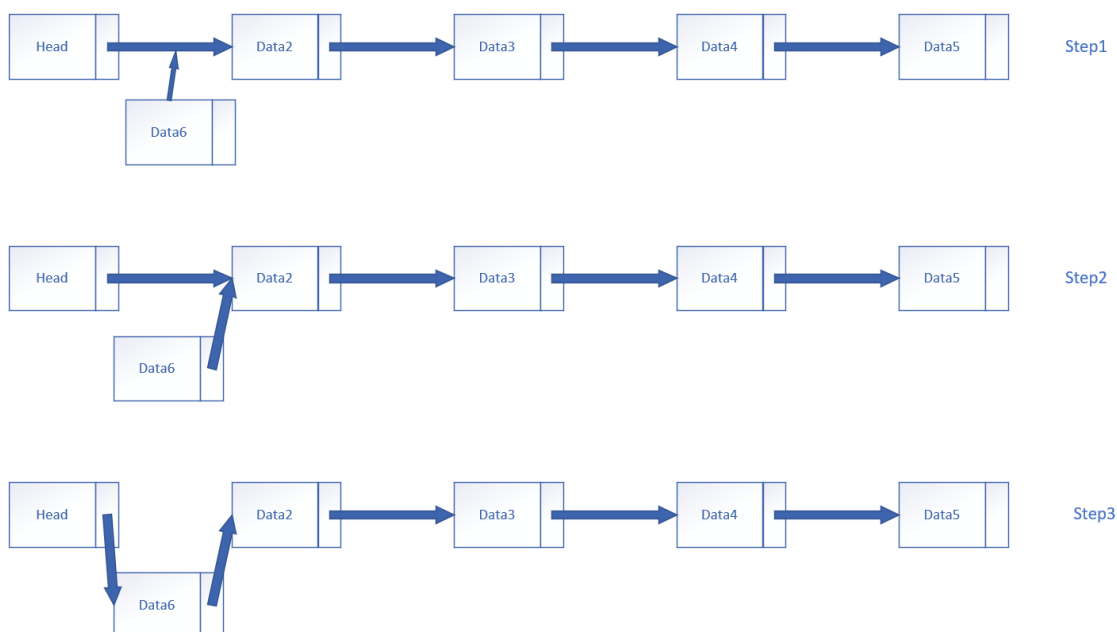 Head
Data2
Data3
Data4
Data5
Step1
Data6
Head
Data2
Data3
Data4
Data5
Step2
Data6
Head
Data2
Data3
Data4
Data5
Step3
Data6